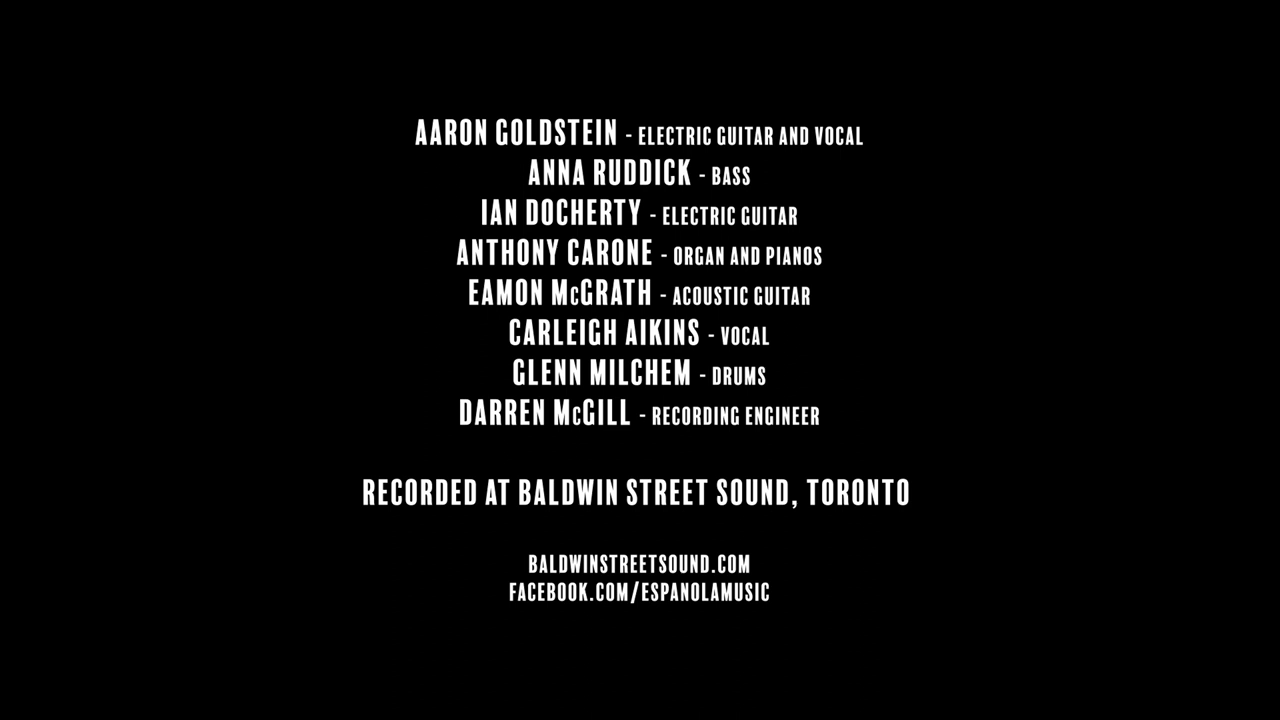 AARON GOLDSTEIN - ELECTRIC GUITAR AND VOCAL
ANNA RUDDICK - BASS
IAN DOCHERTY - ELECTRIC GUITAR
ANTHONY CARONE - ORGAN AND PIANOS
EAMON McGRATH - ACOUSTIC GUITAR
CARLEIGH AIKINS - VOCAL
GLENN MILCHEM - DRUMS
DARREN McGILL - RECORDING ENGINEER
RECORDED AT BALDWIN STREET SOUND, TORONTO
BALDWINSTREETSOUND.COM
FACEBOOK.COM/ESPANOLAMUSIC